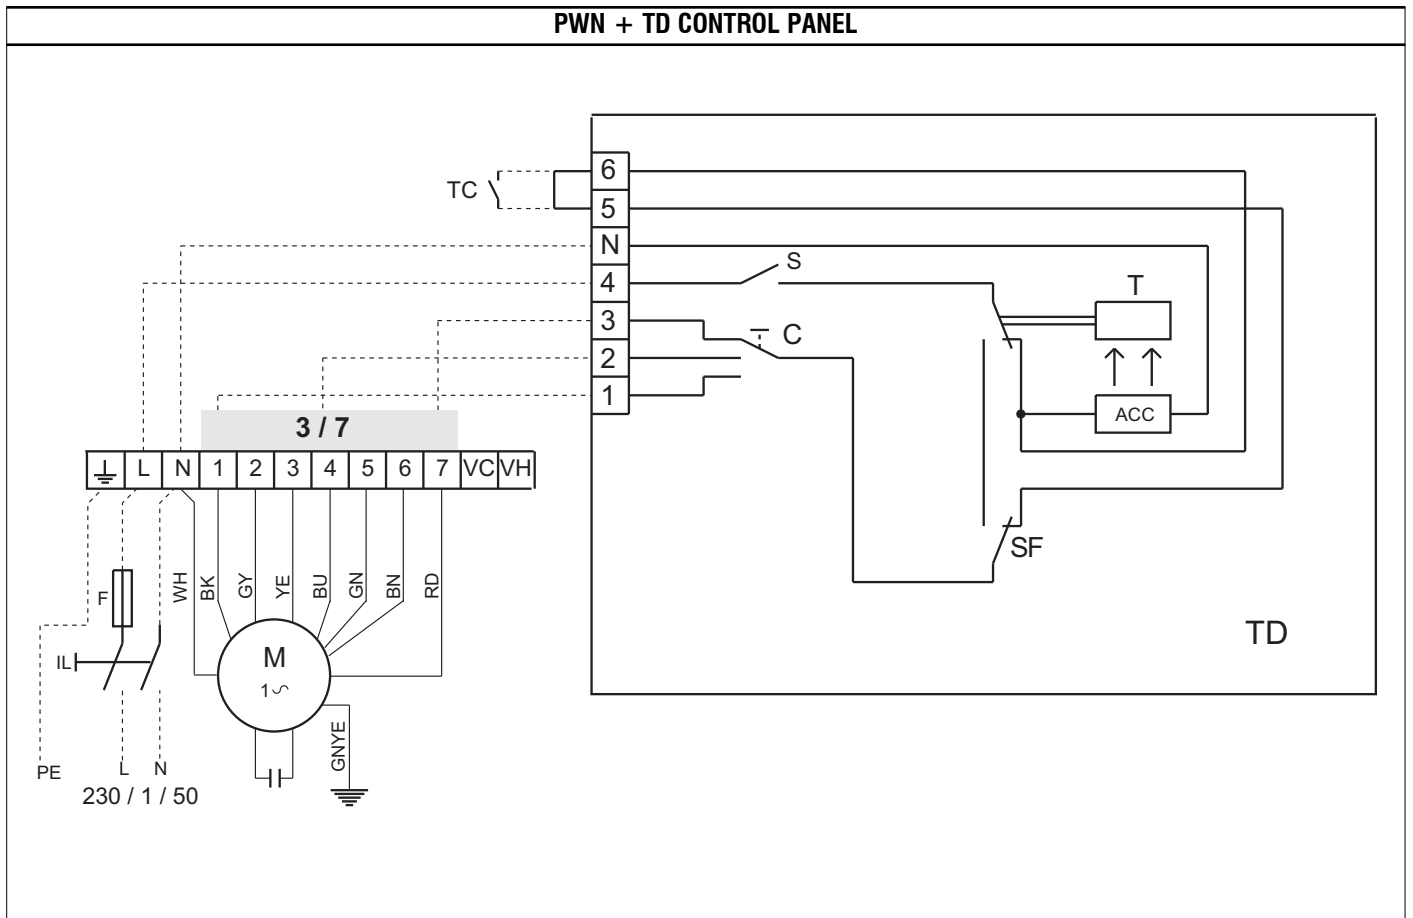 PWN + TD CONTROL PANEL
6
TC
5
N
S
4
T
3
C
2
1
ACC
3 / 7
L N 1 2 3 4 5 6 7 VC VH
SF
WH BK GY YE BU GN BN RD
F
TD
M
IL
1
GNYE
PE L N
230 / 1 / 50